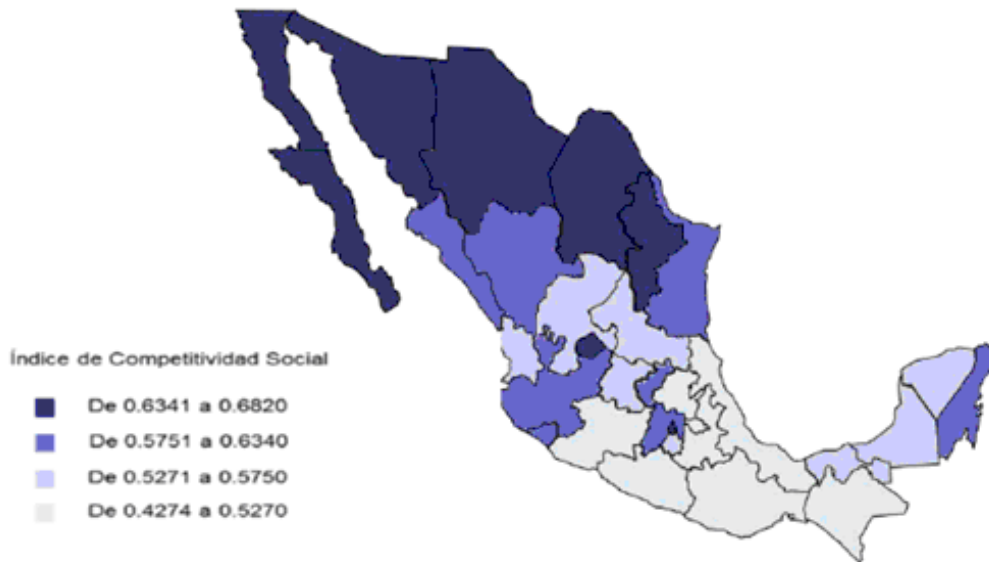 Índice de Competitividad Social
De 0.6341 a 0.6820
De 0.5751 a 0.6340
De 0.5271 a 0.5750
De 0.4274 a 0.5270